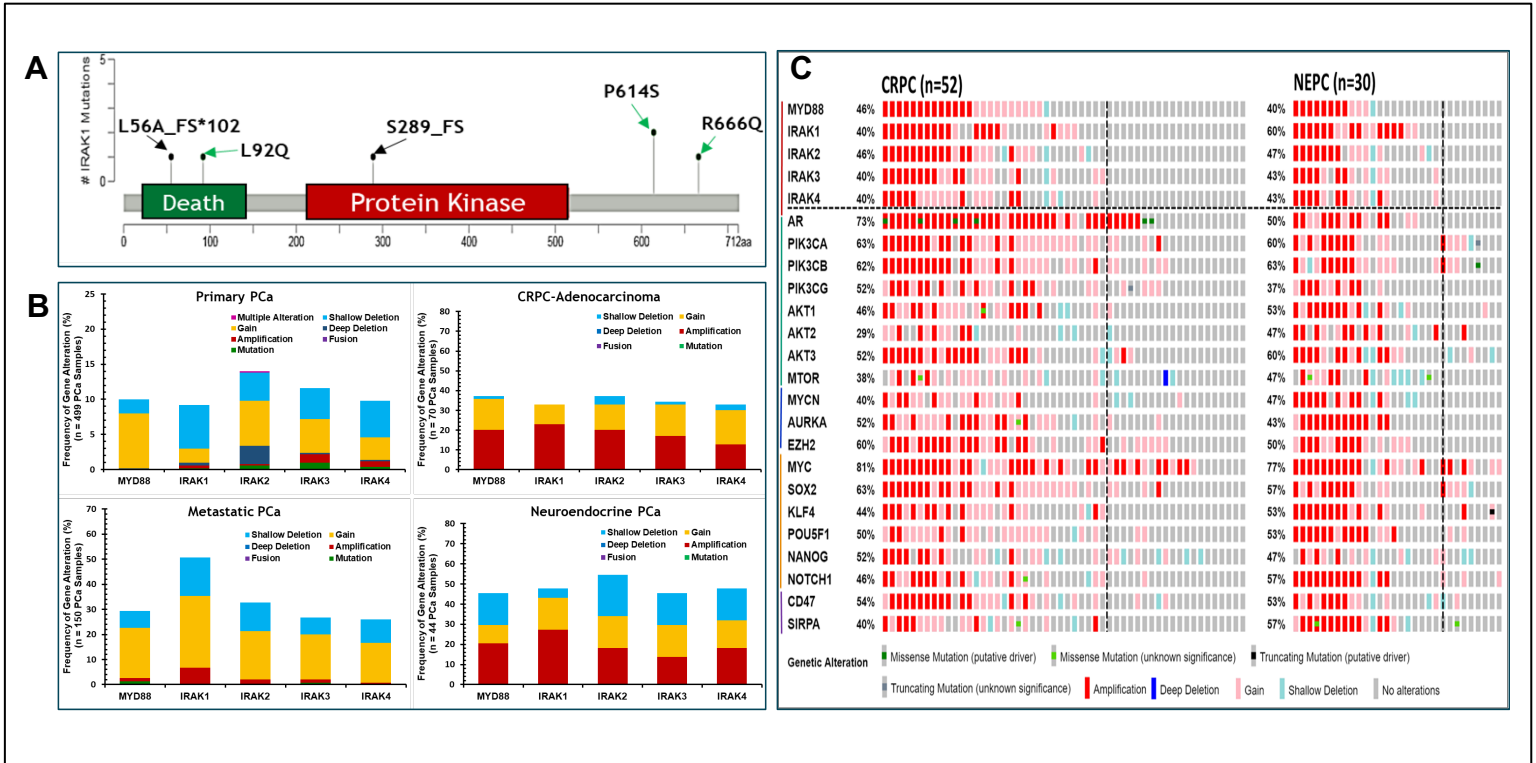 A
# IRAK1 Mutations
5
0
L56A_FS*102
L92Q
S289_FS
P614S
R666Q
Death
Protein Kinase
0 100 200 300 400 500 600 712aa
B
Primary PCa
Frequency of Gene Alteration (%)
(n = 499 PCa Samples)
25
20
15
10
5
0
Multiple Alteration Shallow Deletion
Gain Deep Deletion
Amplification Fusion
Mutation
MYD88 IRAK1 IRAK2 IRAK3 IRAK4
CRPC-Adenocarcinoma
Frequency of Gene Alteration (%)
(n = 70 PCa Samples)
80
70
60
50
40
30
20
10
0
Shallow Deletion Gain
Deep Deletion Amplification
Fusion Mutation
MYD88 IRAK1 IRAK2 IRAK3 IRAK4
Metastatic PCa
Frequency of Gene Alteration (%)
(n = 150 PCa Samples)
70
60
50
40
30
20
10
0
Shallow Deletion Gain
Deep Deletion Amplification
Fusion Mutation
MYD88 IRAK1 IRAK2 IRAK3 IRAK4
Neuroendocrine PCa
Frequency of Gene Alteration (%)
(n = 44 PCa Samples)
80
70
60
50
40
30
20
10
0
Shallow Deletion Gain
Deep Deletion Amplification
Fusion Mutation
MYD88 IRAK1 IRAK2 IRAK3 IRAK4
C
CRPC (n=52) NEPC (n=30)
MYD88 46% 40%
IRAK1 40% 60%
IRAK2 46% 47%
IRAK3 40% 43%
IRAK4 40% 43%
AR 73% 50%
PIK3CA 63% 60%
PIK3CB 62% 63%
PIK3CG 52% 37%
AKT1 46% 53%
AKT2 29% 47%
AKT3 52% 60%
MTOR 38% 47%
MYCN 40% 47%
AURKA 52% 43%
EZH2 60% 50%
MYC 81% 77%
SOX2 63% 57%
KLF4 44% 53%
POU5F1 50% 53%
NANOG 52% 47%
NOTCH1 46% 57%
CD47 54% 53%
SIRPA 40% 57%
Genetic Alteration Missense Mutation (putative driver) Missense Mutation (unknown significance) Truncating Mutation (putative driver)
Truncating Mutation (unknown significance) Amplification Deep Deletion Gain Shallow Deletion No alterations